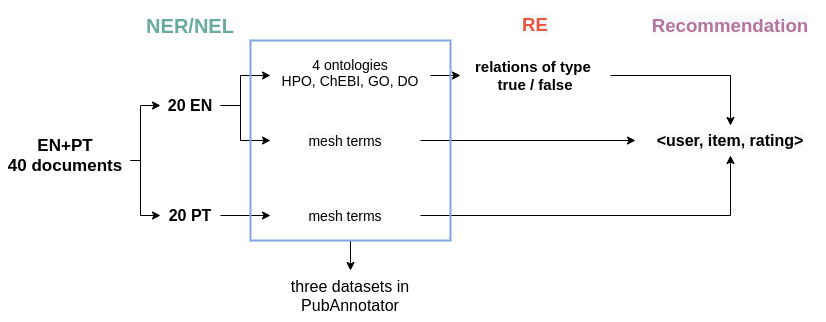 NER/NEL
RE
Recommendation
4 ontologies
HPO, ChEBI, GO, DO
relations of type
true / false
20 EN
EN+PT
40 documents
mesh terms
<user, item, rating>
20 PT
mesh terms
three datasets in
PubAnnotator